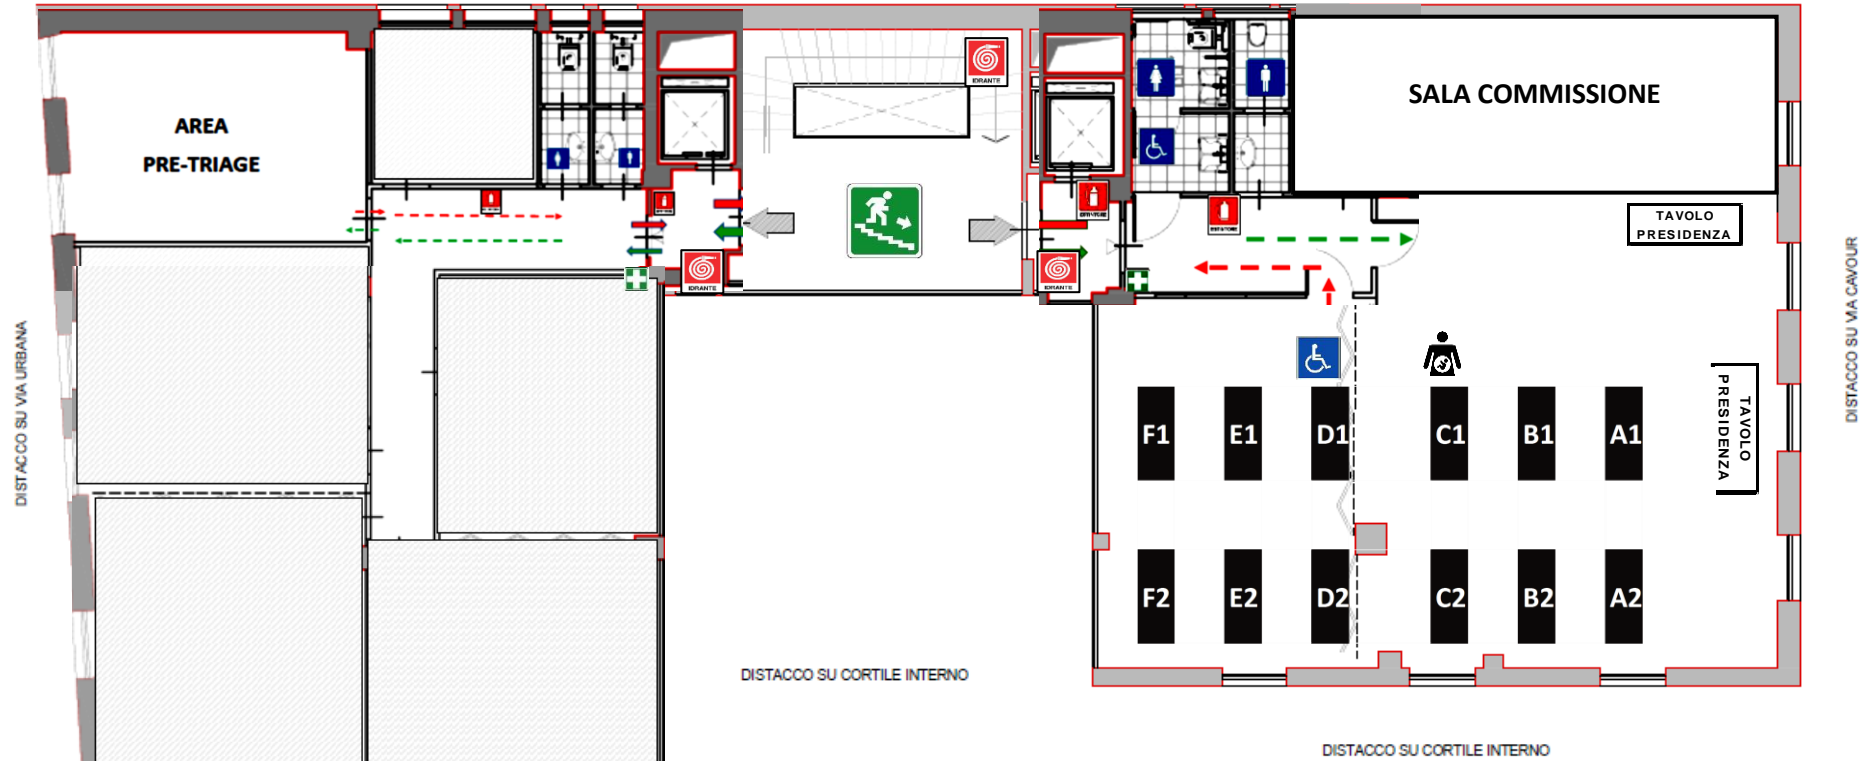 AREA
PRE-TRIAGE
IDRANTE
SALA COMMISSIONE
TAVOLO
PRESIDENZA
ESTINTORE
ESTINTORE
IDRANTE
IDRANTE
TAVOLO
PRESIDENZA
F1 E1 D1 C1 B1 A1
F2 E2 D2 C2 B2 A2
DISTACCO SU VIA URBANA
DISTACCO SU VIA CAVOUR
DISTACCO SU CORTILE INTERNO
DISTACCO SU CORTILE INTERNO